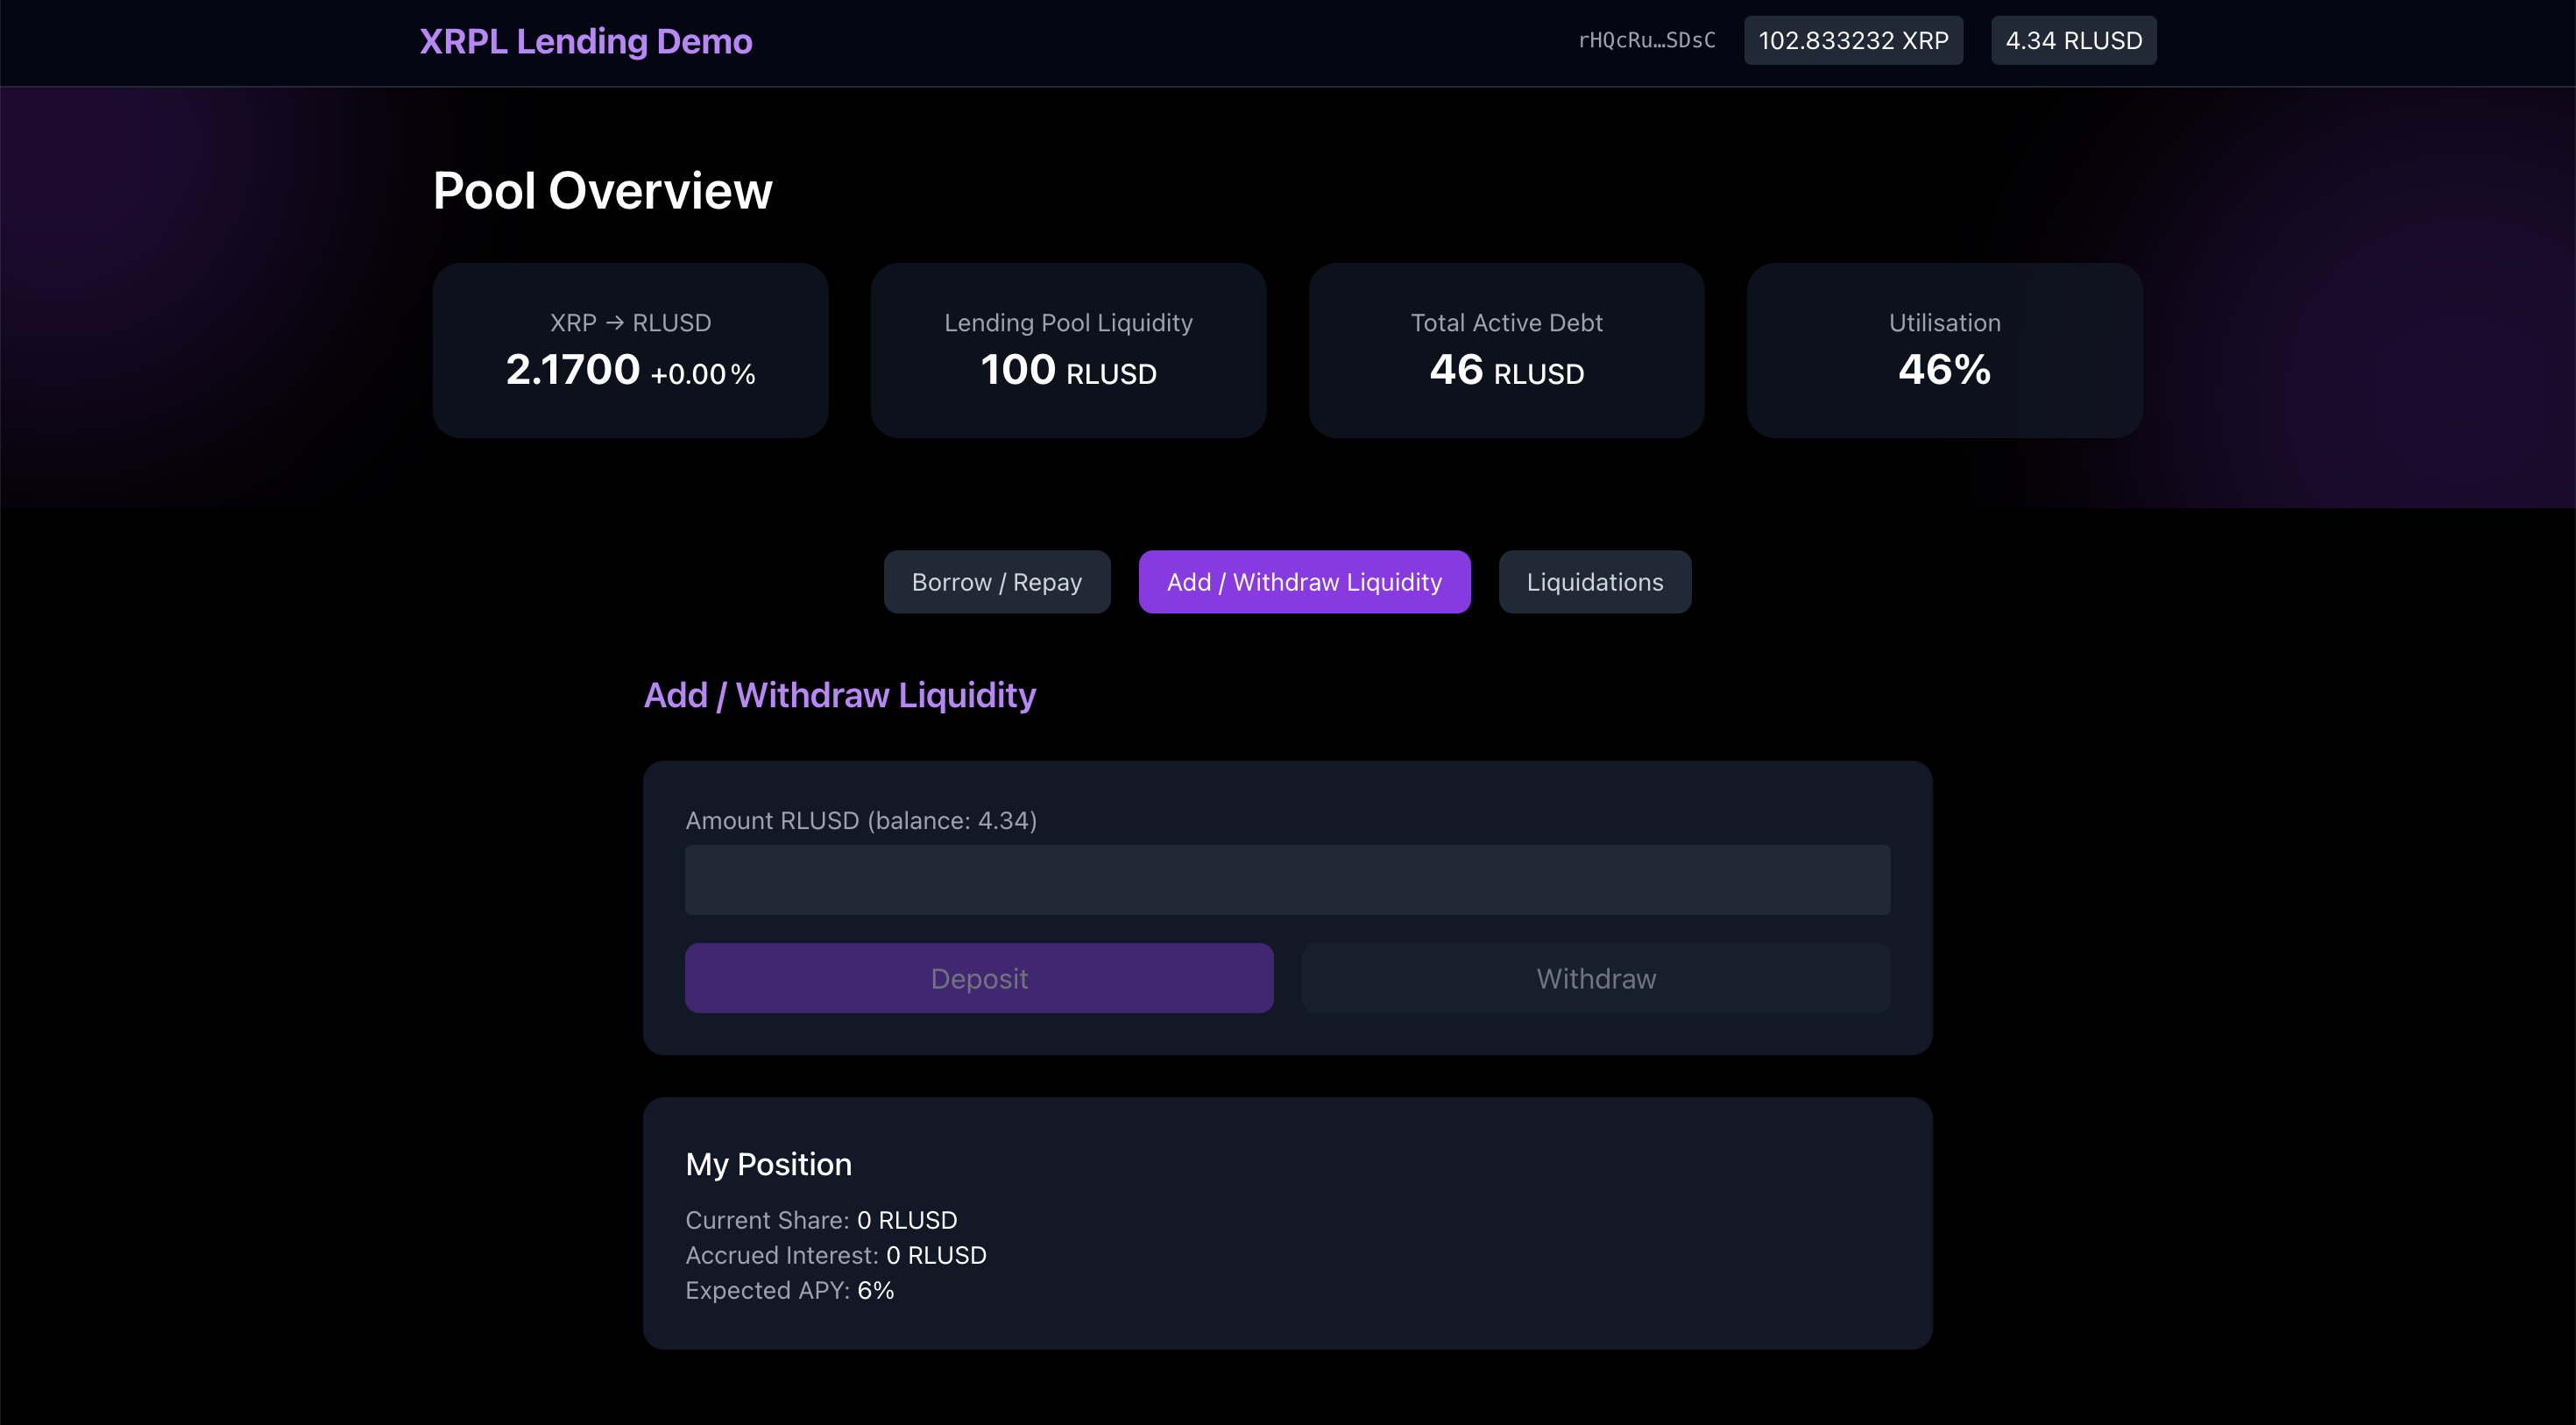 XRPL Lending Demo
rHQcRu…SDsC
102.833232 XRP
4.34 RLUSD
Pool Overview
XRP → RLUSD
2.1700 +0.00%
Lending Pool Liquidity
100 RLUSD
Total Active Debt
46 RLUSD
Utilisation
46%
Borrow / Repay
Add / Withdraw Liquidity
Liquidations
Add / Withdraw Liquidity
Amount RLUSD (balance: 4.34)
Deposit
Withdraw
My Position
Current Share: 0 RLUSD
Accrued Interest: 0 RLUSD
Expected APY: 6%